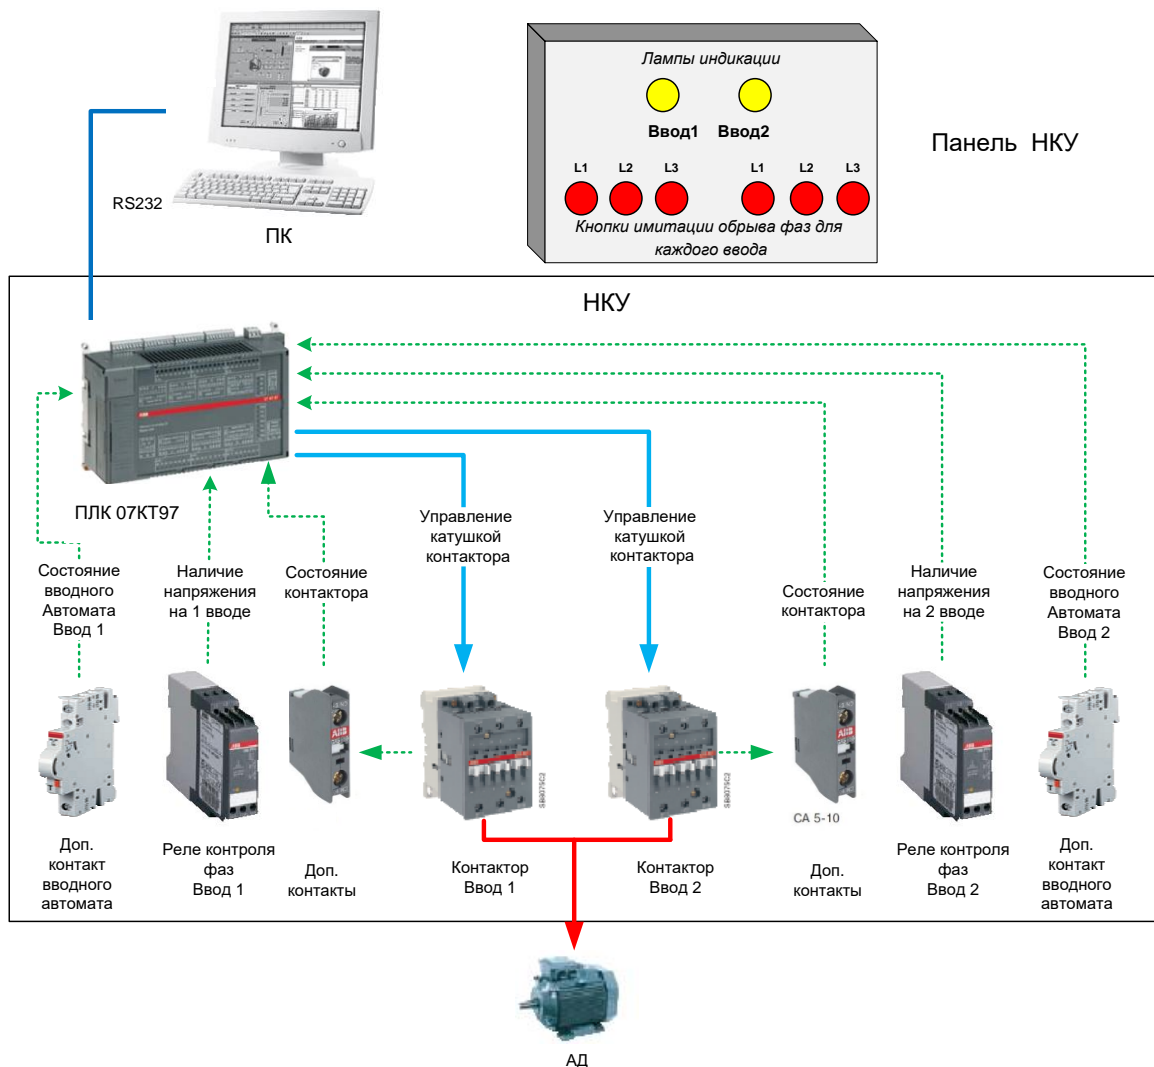 Лампы индикации
Ввод1
Ввод2
Панель НКУ
L1
L2
L3
L1
L2
L3
Кнопки имитации обрыва фаз для
каждого ввода
RS232
ПК
НКУ
ПЛК 07КТ97
Состояние
вводного
Автомата
Ввод 1
Наличие
напряжения
на 1 вводе
Состояние
контактора
Управление
катушкой
контактора
Управление
катушкой
контактора
Состояние
контактора
Наличие
напряжения
на 2 вводе
Состояние
вводного
Автомата
Ввод 2
ABB
ABB
SB8075C2
SB8075C2
CA 5-10
Доп.
контакт
вводного
автомата
Реле контроля
фаз
Ввод 1
Доп.
контакты
Контактор
Ввод 1
Контактор
Ввод 2
Доп.
контакты
Реле контроля
фаз
Ввод 2
Доп.
контакт
вводного
автомата
АД